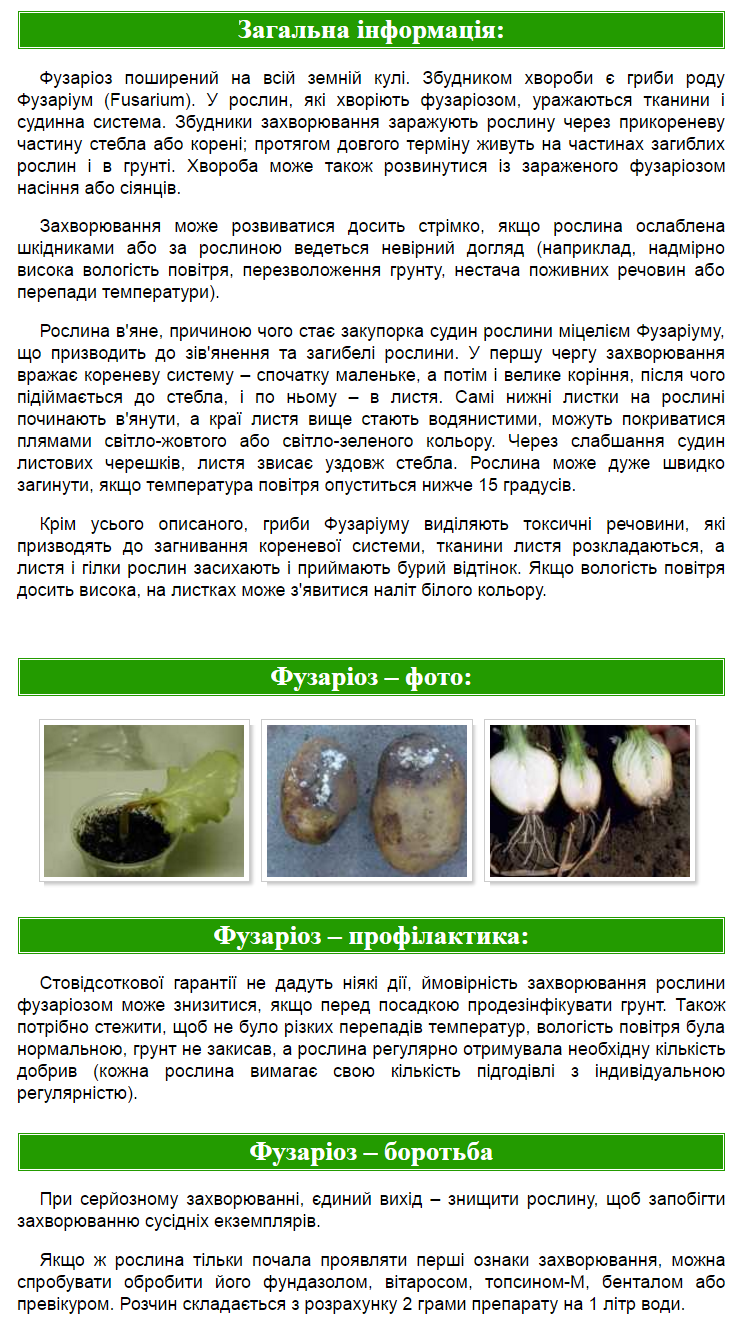 Загальна інформація:
Фузаріоз поширений на всій земній кулі. Збудником хвороби є гриби роду
Фузаріум (Fusarium). У рослин, які хворіють фузаріозом, уражаються тканини і
судинна система. Збудники захворювання заражують рослину через прикореневу
частину стебла або корені; протягом довгого терміну живуть на частинах загиблих
рослин і в грунті. Хвороба може також розвинутися із зараженого фузаріозом
насіння або сіянців.
Захворювання може розвиватися досить стрімко, якщо рослина ослаблена
шкідниками або за рослиною ведеться невірний догляд (наприклад, надмірно
висока вологість повітря, перезволоження грунту, нестача поживних речовин або
перепади температури).
Рослина в'яне, причиною чого стає закупорка судин рослини міцелієм Фузаріуму,
що призводить до зів'янення та загибелі рослини. У першу чергу захворювання
вражає кореневу систему – спочатку маленьке, а потім і велике коріння, після чого
підіймається до стебла, і по ньому – в листя. Самі нижні листки на рослині
починають в'янути, а краї листя вище стають водянистими, можуть покриватися
плямами світло-жовтого або світло-зеленого кольору. Через слабшання судин
листових черешків, листя звисає уздовж стебла. Рослина може дуже швидко
загинути, якщо температура повітря опуститься нижче 15 градусів.
Крім усього описаного, гриби Фузаріуму виділяють токсичні речовини, які
призводять до загнивання кореневої системи, тканини листя розкладаються, а
листя і гілки рослин засихають і приймають бурий відтінок. Якщо вологість повітря
досить висока, на листках може з'явитися наліт білого кольору.
Фузаріоз – фото:
Фузаріоз – профілактика:
Стовідсоткової гарантії не дадуть ніякі дії, ймовірність захворювання рослини
фузаріозом може знизитися, якщо перед посадкою продезінфікувати грунт. Також
потрібно стежити, щоб не було різких перепадів температур, вологість повітря була
нормальною, грунт не закисав, а рослина регулярно отримувала необхідну кількість
добрив (кожна рослина вимагає свою кількість підгодівлі з індивідуальною
регулярністю).
Фузаріоз – боротьба
При серйозному захворюванні, єдиний вихід – знищити рослину, щоб запобігти
захворюванню сусідніх екземплярів.
Якщо ж рослина тільки почала проявляти перші ознаки захворювання, можна
спробувати обробити його фундазолом, вітаросом, топсином-М, бенталом або
превікуром. Розчин складається з розрахунку 2 грами препарату на 1 літр води.